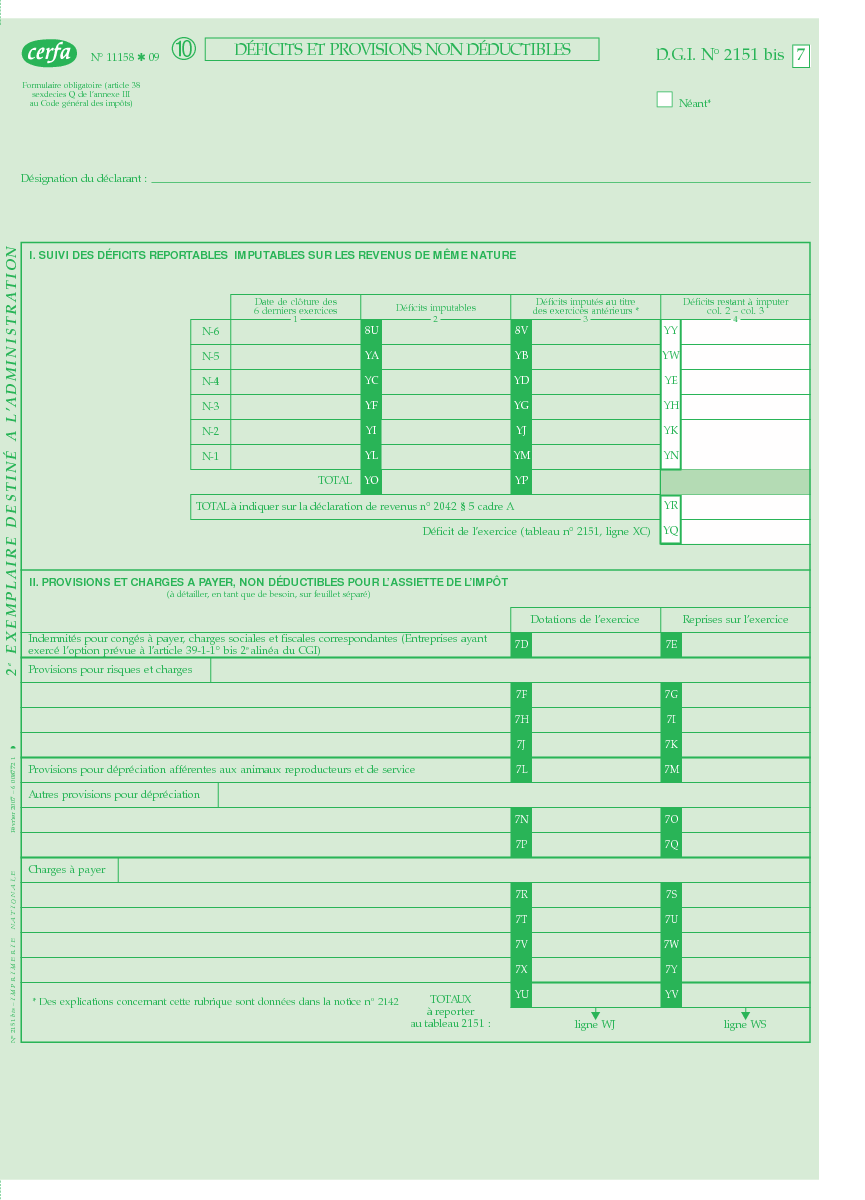 cerfa
N° 11158 ✱ 09
⑩
DÉFICITS ET PROVISIONS NON DÉDUCTIBLES
D.G.I. N° 2151 bis 7
Formulaire obligatoire (article 38
sexdecies Q de l'annexe III
au Code général des impôts)
Néant*
Désignation du déclarant :
2e EXEMPLAIRE DESTINÉ A L'ADMINISTRATION
I. SUIVI DES DÉFICITS REPORTABLES IMPUTABLES SUR LES REVENUS DE MÊME NATURE
Date de clôture des
6 derniers exercices
1
Déficits imputables
2
Déficits imputés au titre
des exercices antérieurs *
3
Déficits restant à imputer
col. 2 – col. 3
4
N-6 8U 8V YY
N-5 YA YB YW
N-4 YC YD YE
N-3 YF YG YH
N-2 YI YJ YK
N-1 YL YM YN
TOTAL YO YP
TOTAL à indiquer sur la déclaration de revenus n° 2042 § 5 cadre A YR
Déficit de l'exercice (tableau n° 2151, ligne XC) YQ
II. PROVISIONS ET CHARGES A PAYER, NON DÉDUCTIBLES POUR L'ASSIETTE DE L'IMPÔT
(à détailler, en tant que de besoin, sur feuillet séparé)
Dotations de l'exercice Reprises sur l'exercice
Indemnités pour congés à payer, charges sociales et fiscales correspondantes (Entreprises ayant
exercé l'option prévue à l'article 39-1-1° bis 2e alinéa du CGI) 7D 7E
Provisions pour risques et charges
7F 7G
7H 7I
7J 7K
Provisions pour dépréciation afférentes aux animaux reproducteurs et de service 7L 7M
Autres provisions pour dépréciation
7N 7O
7P 7Q
Charges à payer
7R 7S
7T 7U
7V 7W
7X 7Y
YU YV
* Des explications concernant cette rubrique sont données dans la notice n° 2142
TOTAUX
à reporter
au tableau 2151 :
ligne WJ ligne WS
N° 2151 bis – IMPRIMERIE NATIONALE